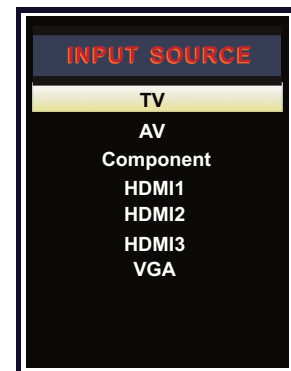 INPUT SOURCE
TV
AV
Component
HDMI1
HDMI2
HDMI3
VGA